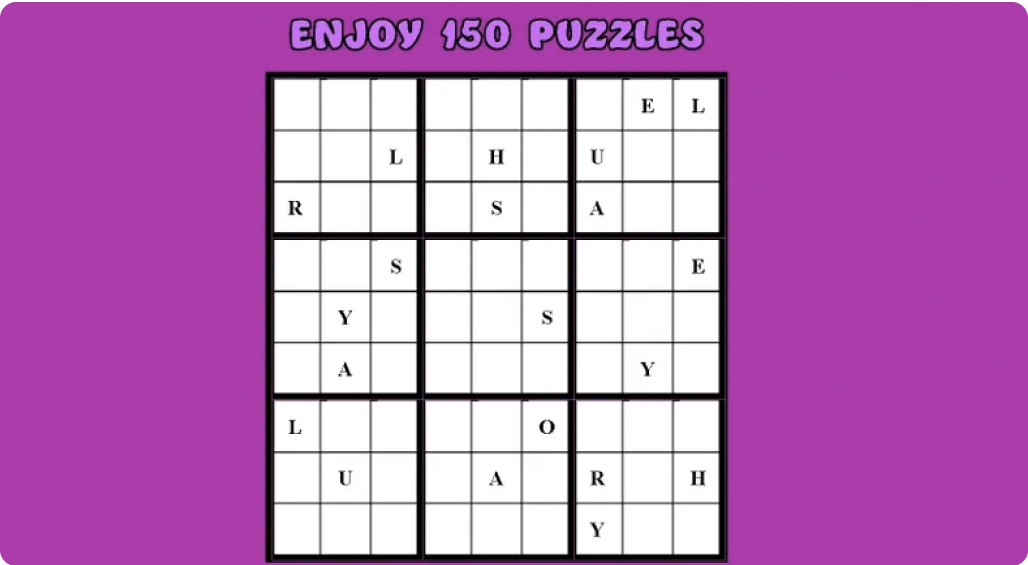 ENJOY 150 PUZZLES
E L
L H U
R S A
S E
Y S
A Y
L O
U A R H
Y